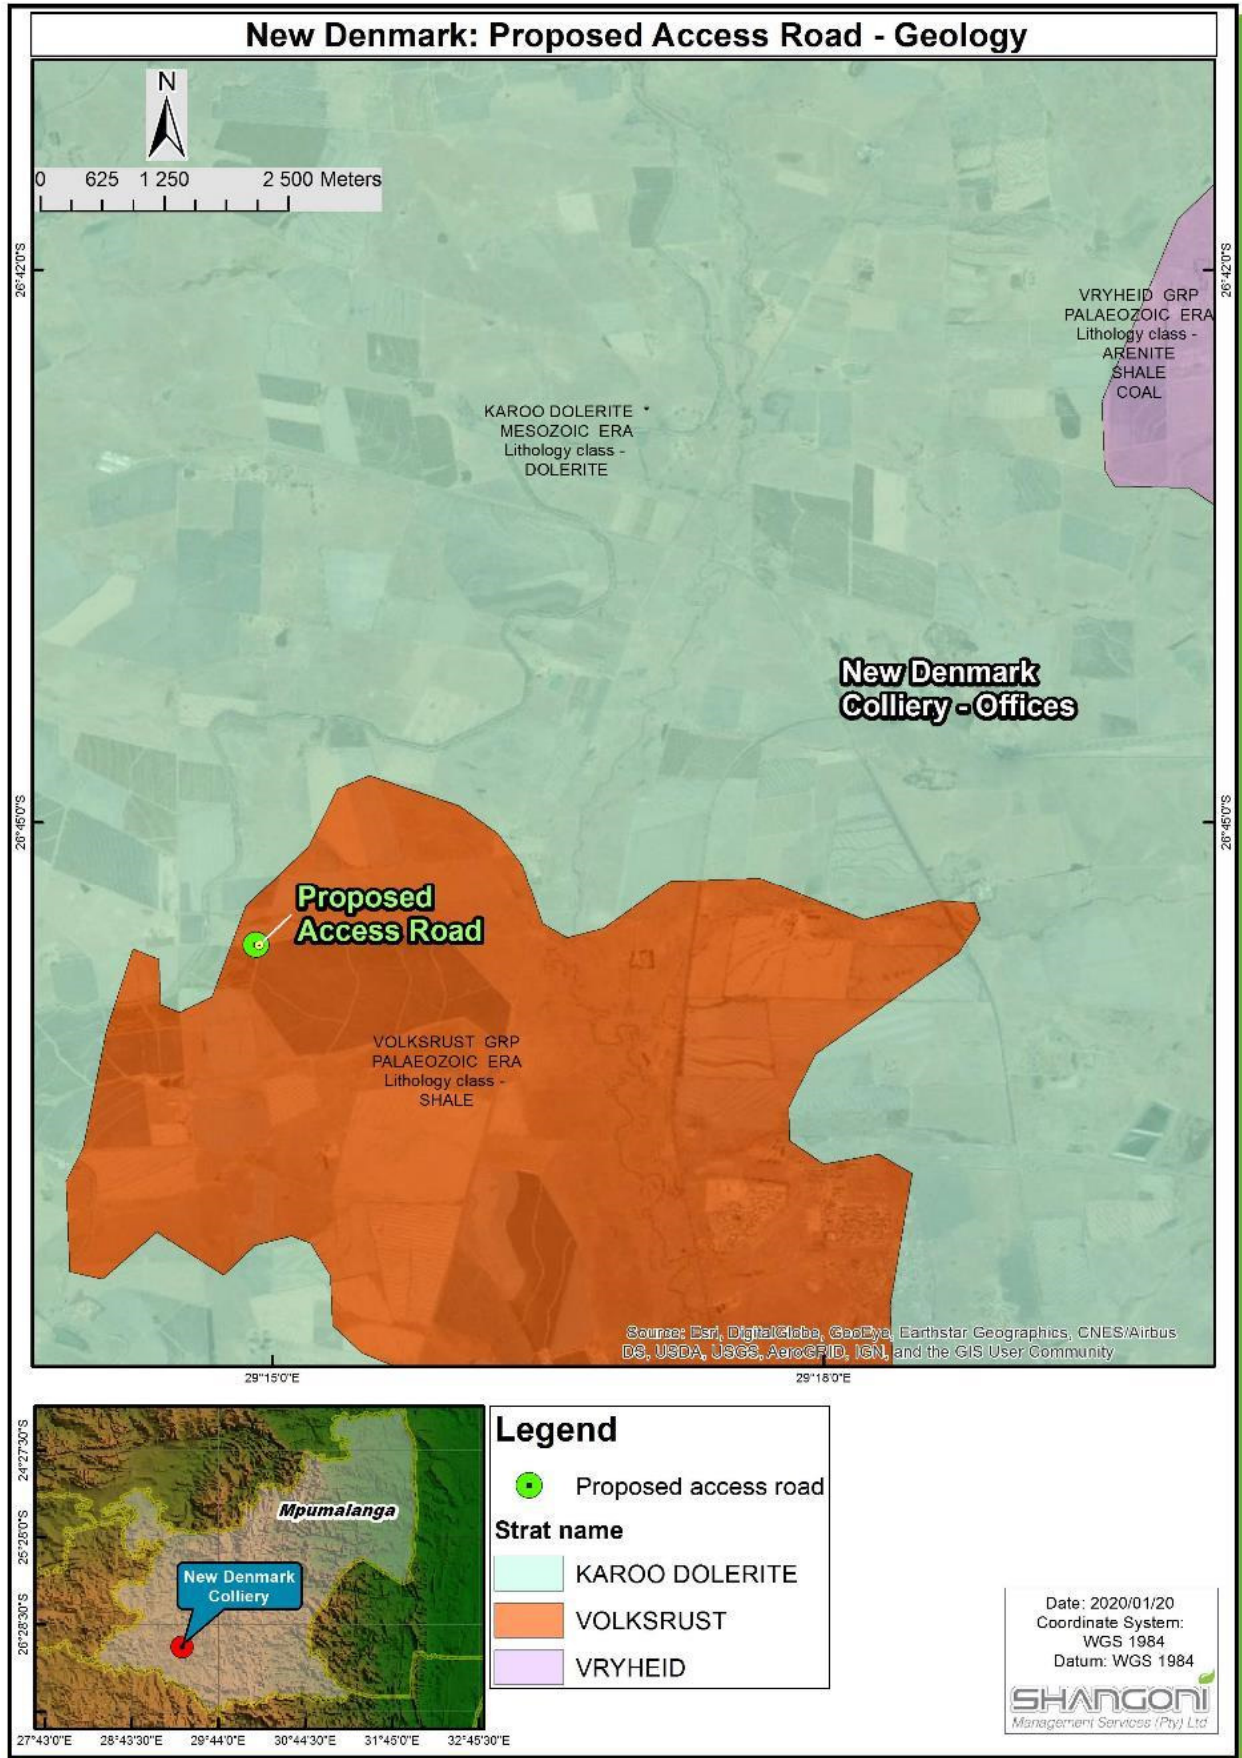 New Denmark: Proposed Access Road - Geology
N
0 625 1 250 2 500 Meters
26°42'0"S
26°42'0"S
VRYHEID GRP
PALAEOZOIC ERA
Lithology class -
ARENITE
SHALE
COAL
KAROO DOLERITE
MESOZOIC ERA
Lithology class -
DOLERITE
New Denmark
Colliery - Offices
26°45'0"S
26°45'0"S
Proposed
Access Road
VOLKSRUST GRP
PALAEOZOIC ERA
Lithology class -
SHALE
Source: Esri, DigitalGlobe, GeoEye, Earthstar Geographics, CNES/Airbus
DS, USDA, USGS, AeroGRID, IGN, and the GIS User Community
29°15'0"E
29°18'0"E
24°27'30"S
25°28'0"S
26°28'30"S
Mpumalanga
New Denmark
Colliery
27°43'0"E 28°43'30"E 29°44'0"E 30°44'30"E 31°45'0"E 32°45'30"E
Legend
Proposed access road
Strat name
KAROO DOLERITE
VOLKSRUST
VRYHEID
Date: 2020/01/20
Coordinate System:
WGS 1984
Datum: WGS 1984
SHANGONI
Management Services (Pty) Ltd